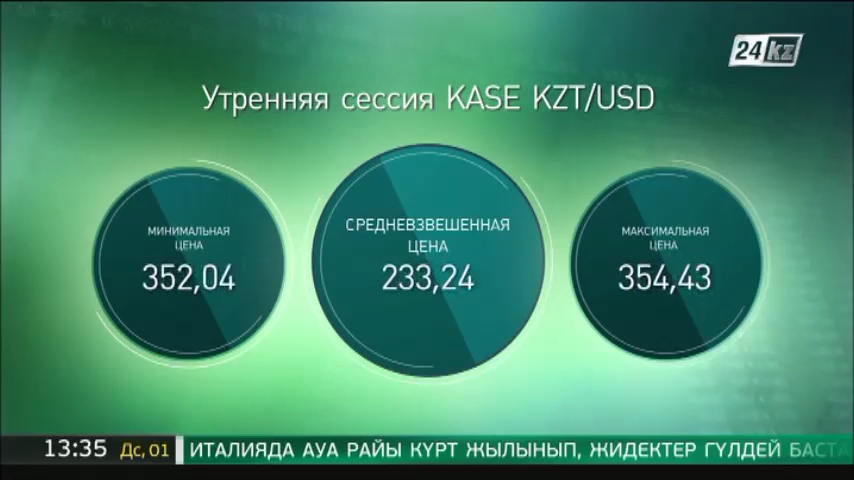 24kz
Утренняя сессия KASE KZT/USD
МИНИМАЛЬНАЯ
ЦЕНА
352,04
СРЕДНЕВЗВЕШЕННАЯ
ЦЕНА
233,24
МАКСИМАЛЬНАЯ
ЦЕНА
354,43
13:35 Дс, 01 ИТАЛИЯДА АУА РАЙЫ КҮРТ ЖЫЛЫНЫП, ЖИДЕКТЕР ГҮЛДЕЙ БАСТА